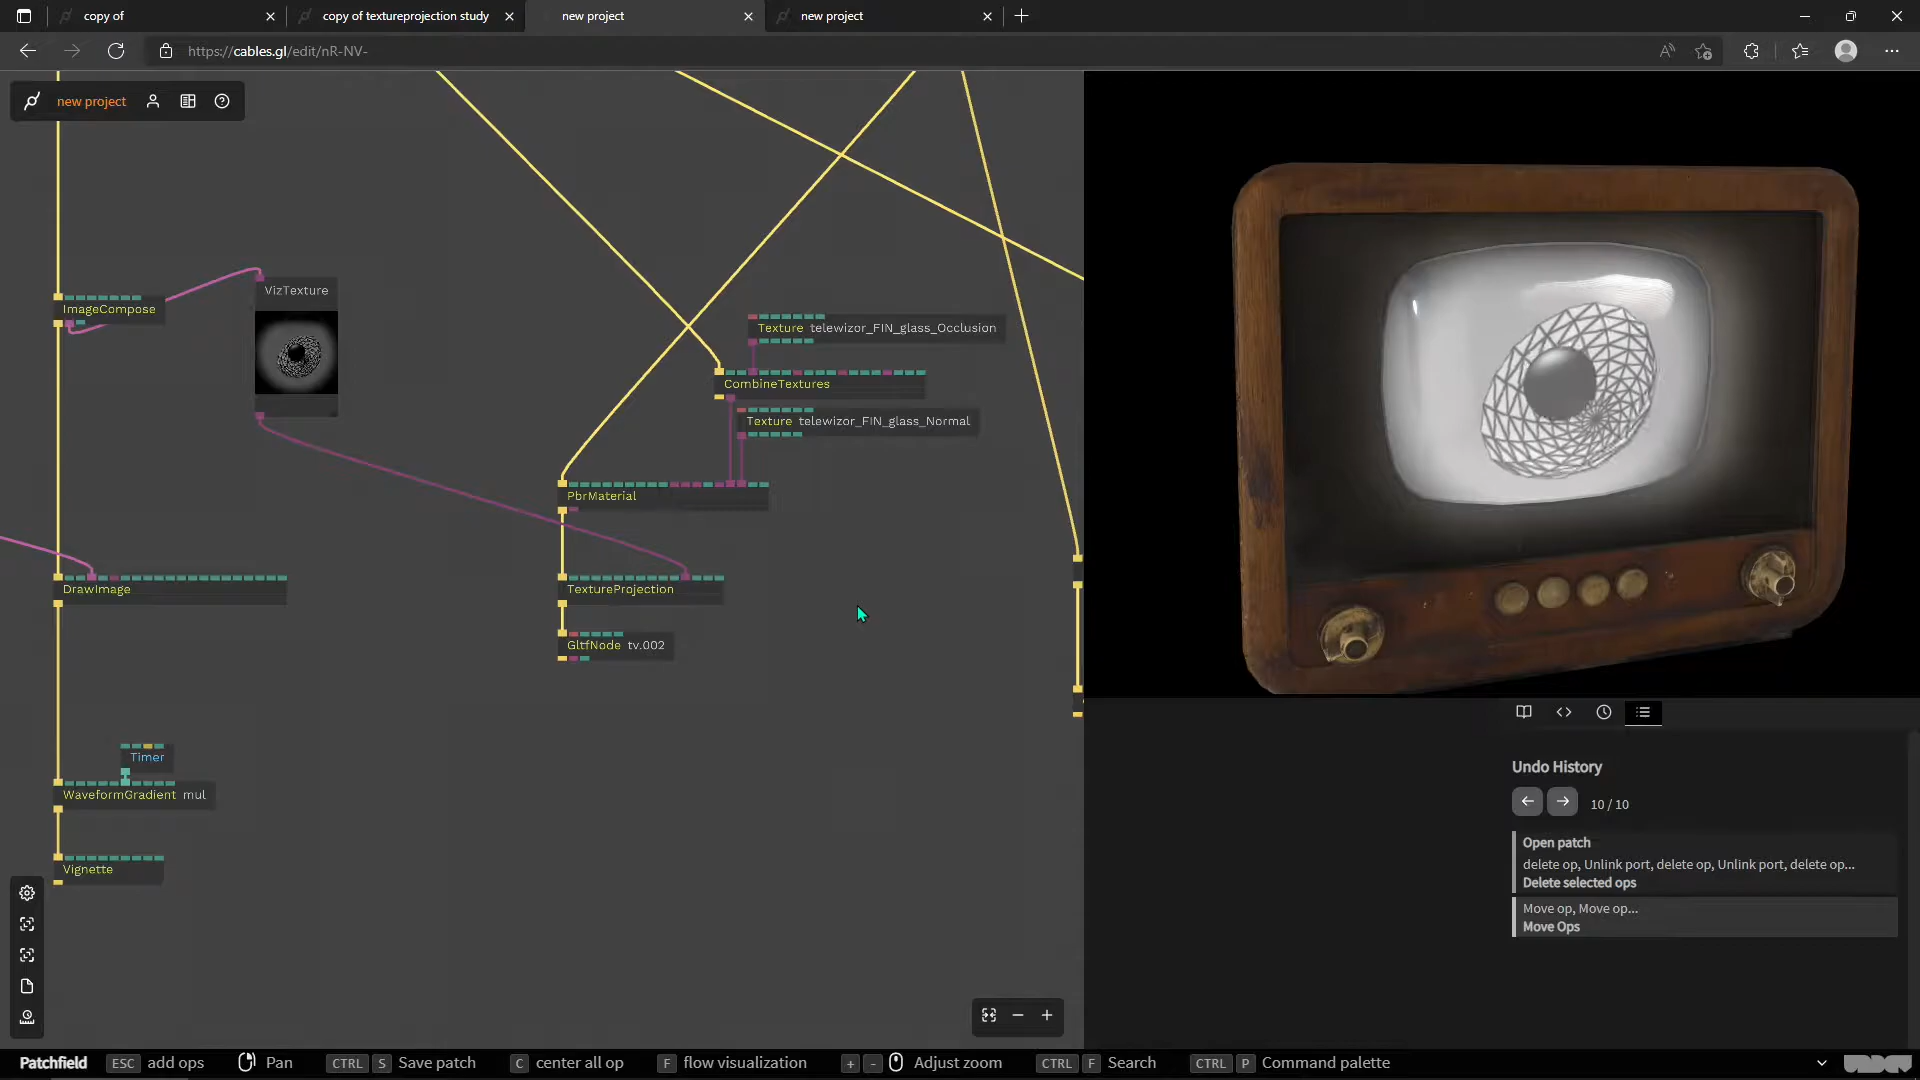 copy of
copy of textureprojection study
new project
new project
https://cables.gl/edit/nR-NV-
new project
VizTexture
ImageCompose
Texture telewizor_FIN_glass_Occlusion
CombineTextures
Texture telewizor_FIN_glass_Normal
PbrMaterial
DrawImage
TextureProjection
GltfNode tv.002
Timer
WaveformGradient mul
Vignette
Undo History
10 / 10
Open patch
delete op, Unlink port, delete op, Unlink port, delete op...
Delete selected ops
Move op, Move op...
Move Ops
Patchfield
ESC add ops
Pan
CTRL S Save patch
C center all op
F flow visualization
+ - Adjust zoom
CTRL F Search
CTRL P Command palette